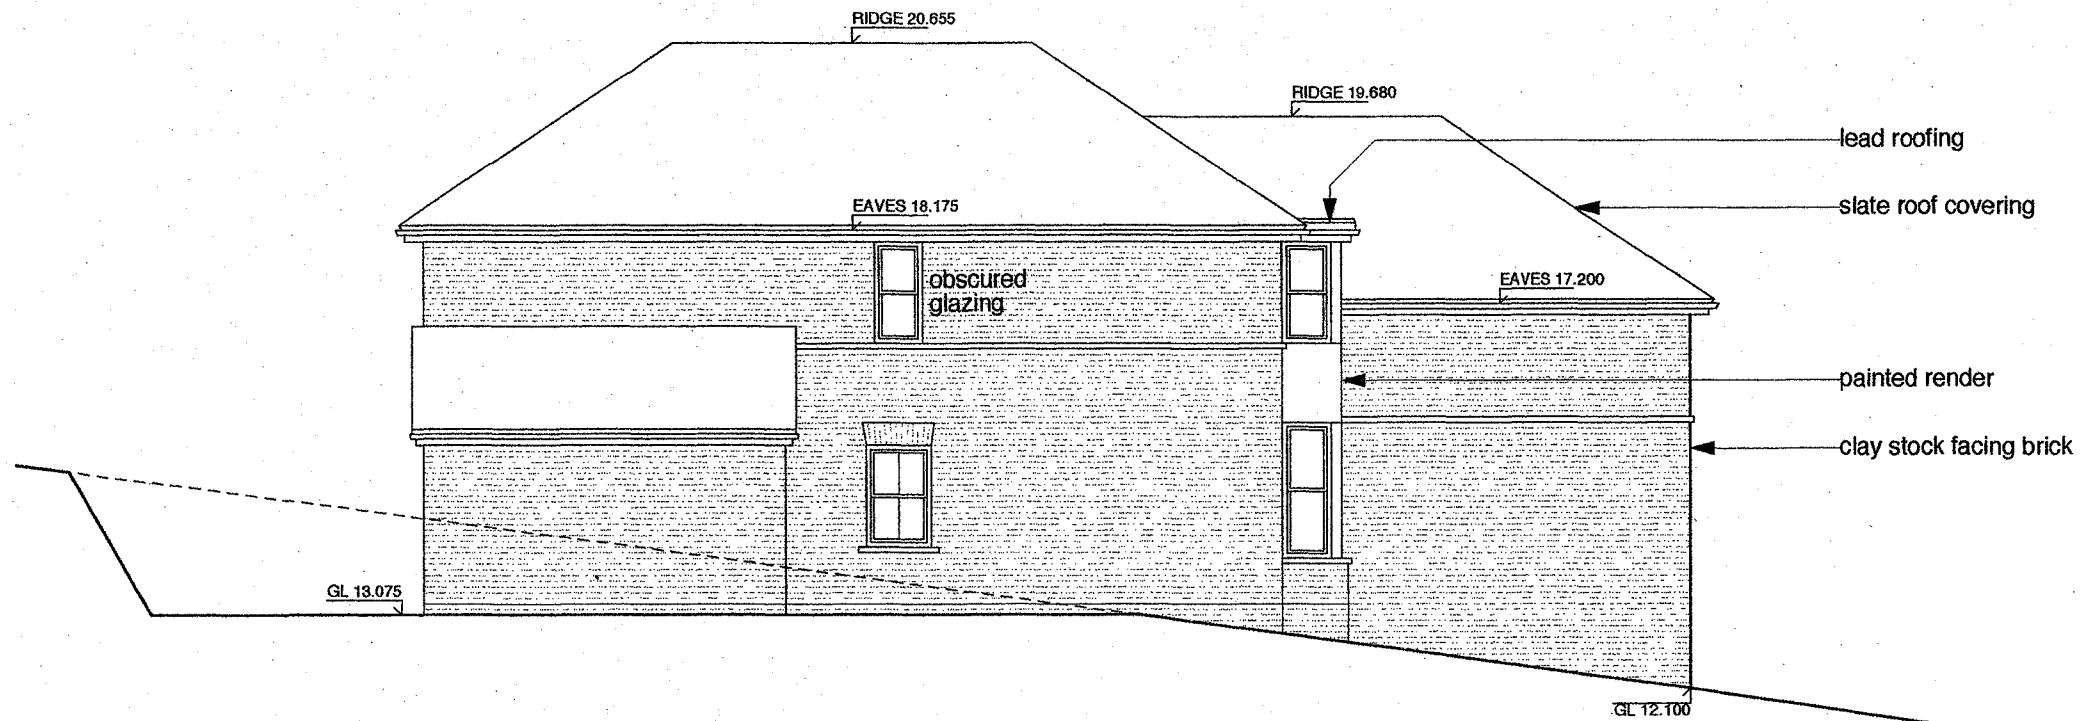 RIDGE 20.655
RIDGE 19.680
lead roofing
slate roof covering
EAVES 18.175
obscured
glazing
EAVES 17.200
painted render
clay stock facing brick
GL 13.075
GL 12.100